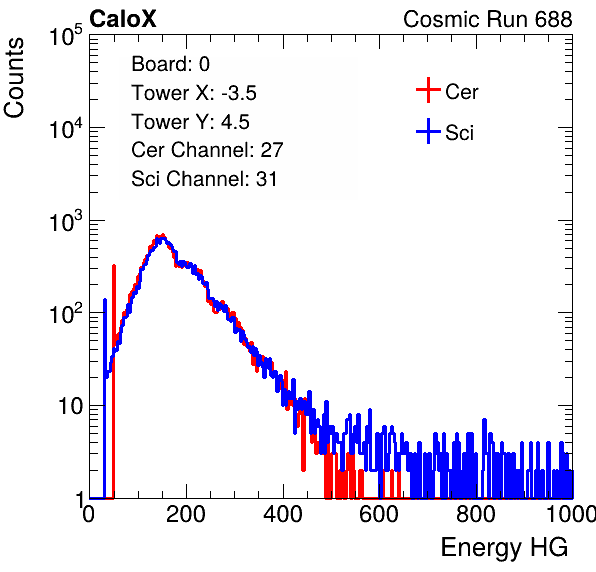 CaloX Cosmic Run 688
Counts
10^5
10^4
10^3
10^2
10
1
Board: 0
Tower X: -3.5
Tower Y: 4.5
Cer Channel: 27
Sci Channel: 31
Cer
Sci
0 200 400 600 800 1000
Energy HG